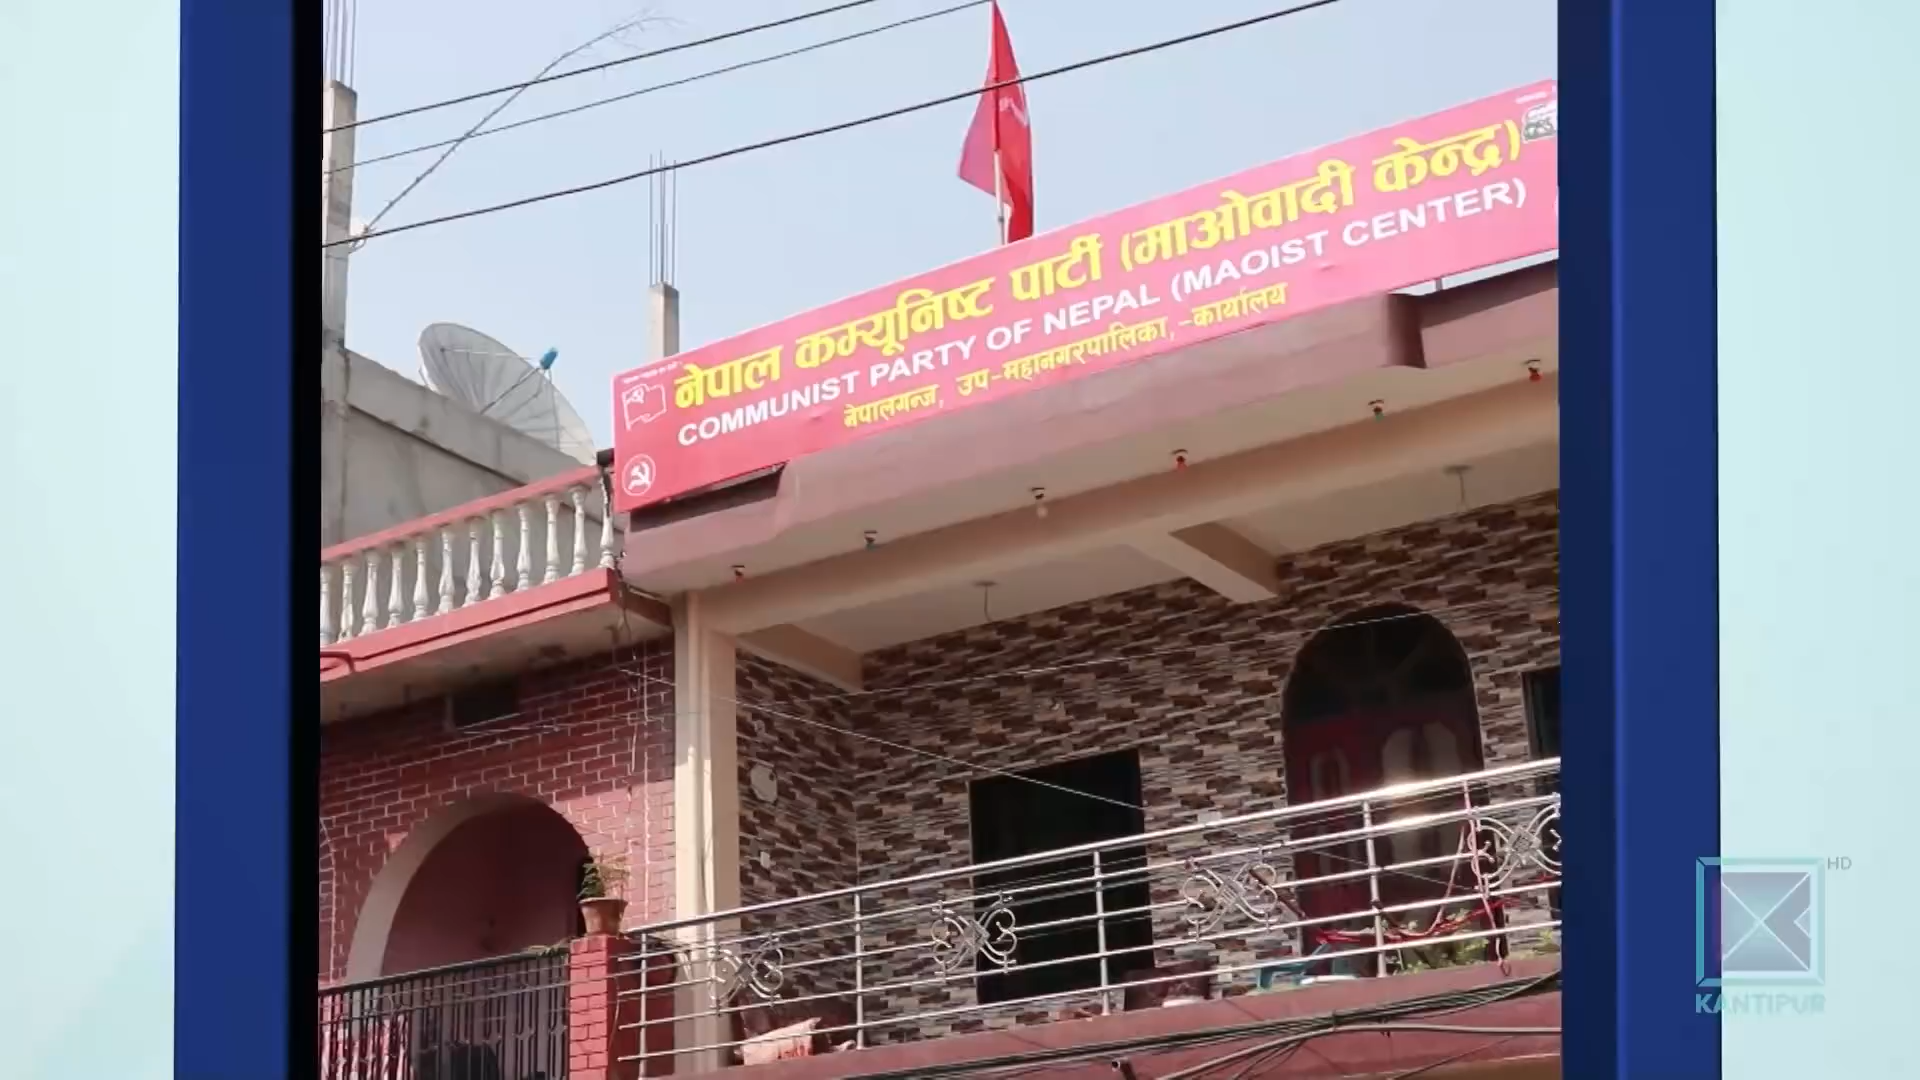 नेपाल कम्यूनिष्ट पार्टी (माओवादी केन्द्र)
COMMUNIST PARTY OF NEPAL (MAOIST CENTER)
नेपालगन्ज, उप-महानगरपालिका,-कार्यालय
HD
KANTIPUR